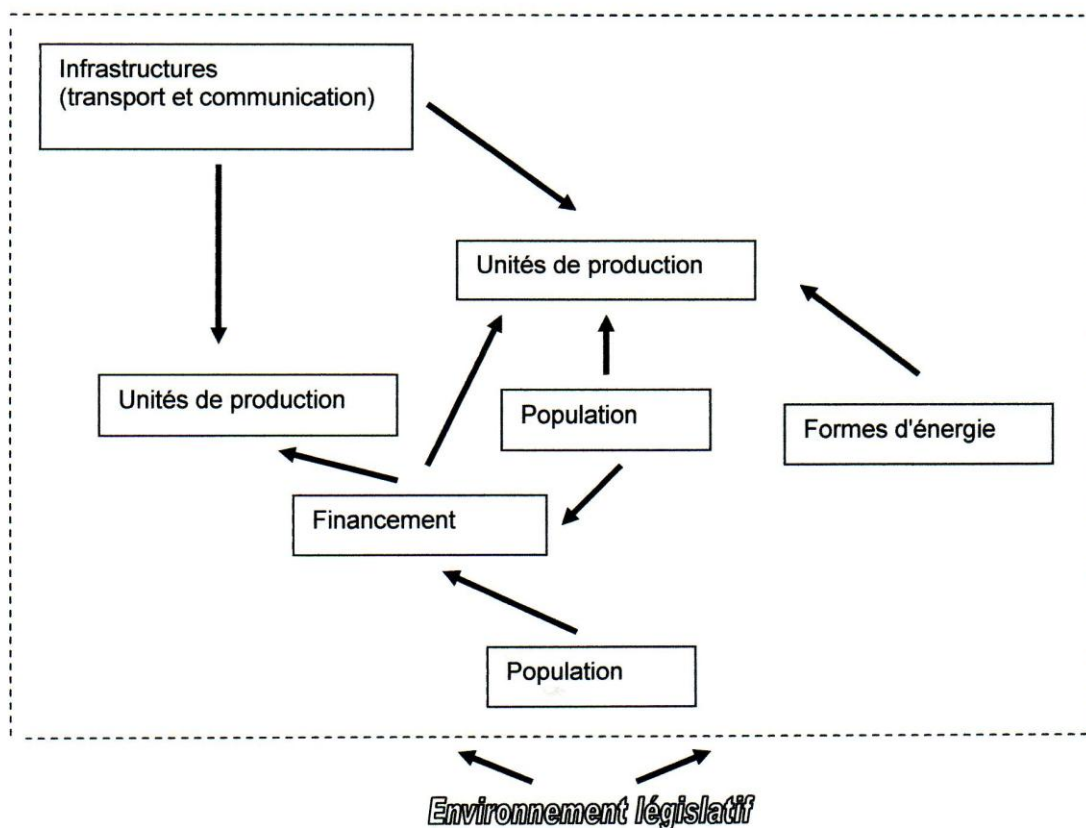 Infrastructures
(transport et communication)
Unités de production
Unités de production
Population
Formes d'énergie
Financement
Population
Environnement législatif